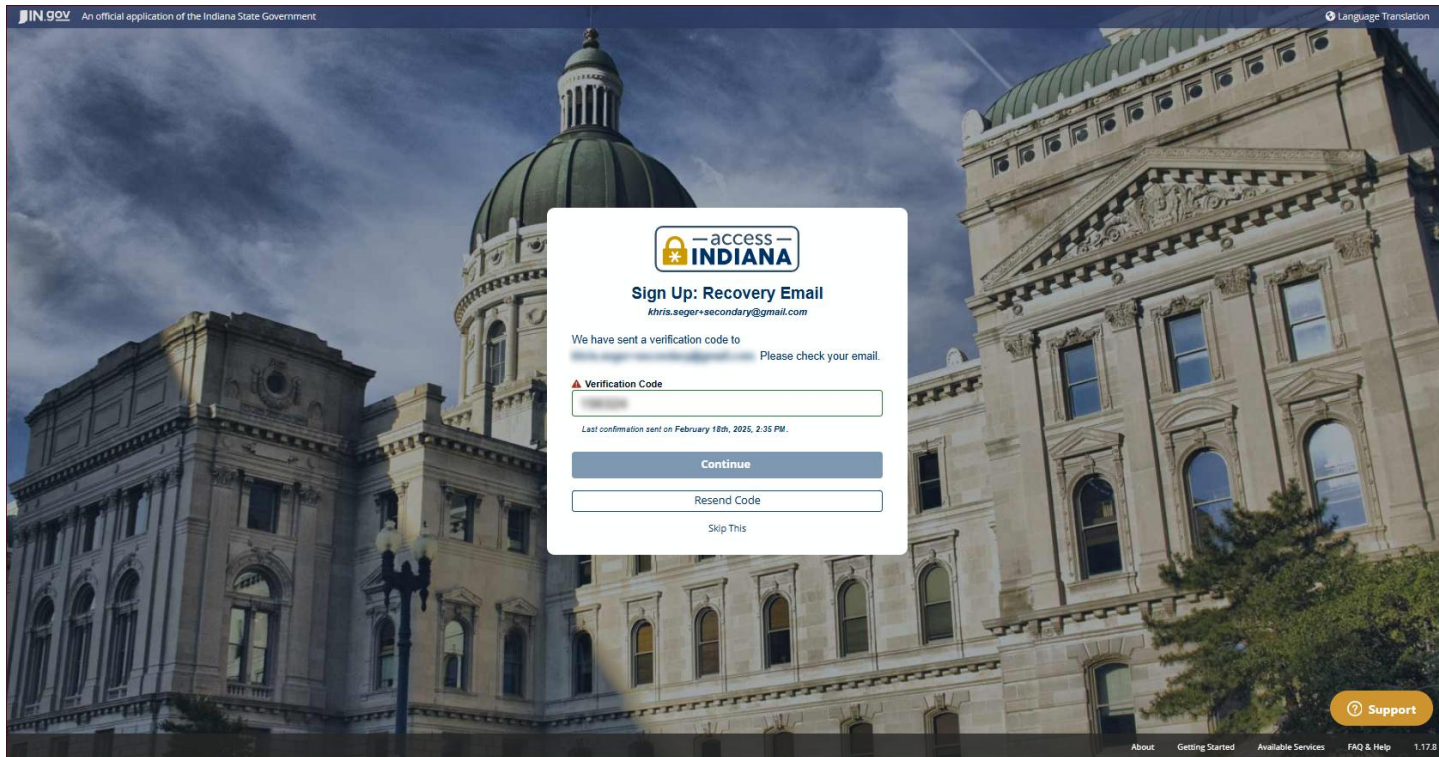 IN.gov An official application of the Indiana State Government
Language Translation
access
INDIANA
Sign Up: Recovery Email
khris.seger+secondary@gmail.com
We have sent a verification code to
Please check your email.
Verification Code
Last confirmation sent on February 18th, 2025, 2:35 PM.
Continue
Resend Code
Skip This
Support
About Getting Started Available Services FAQ & Help 1.17.8